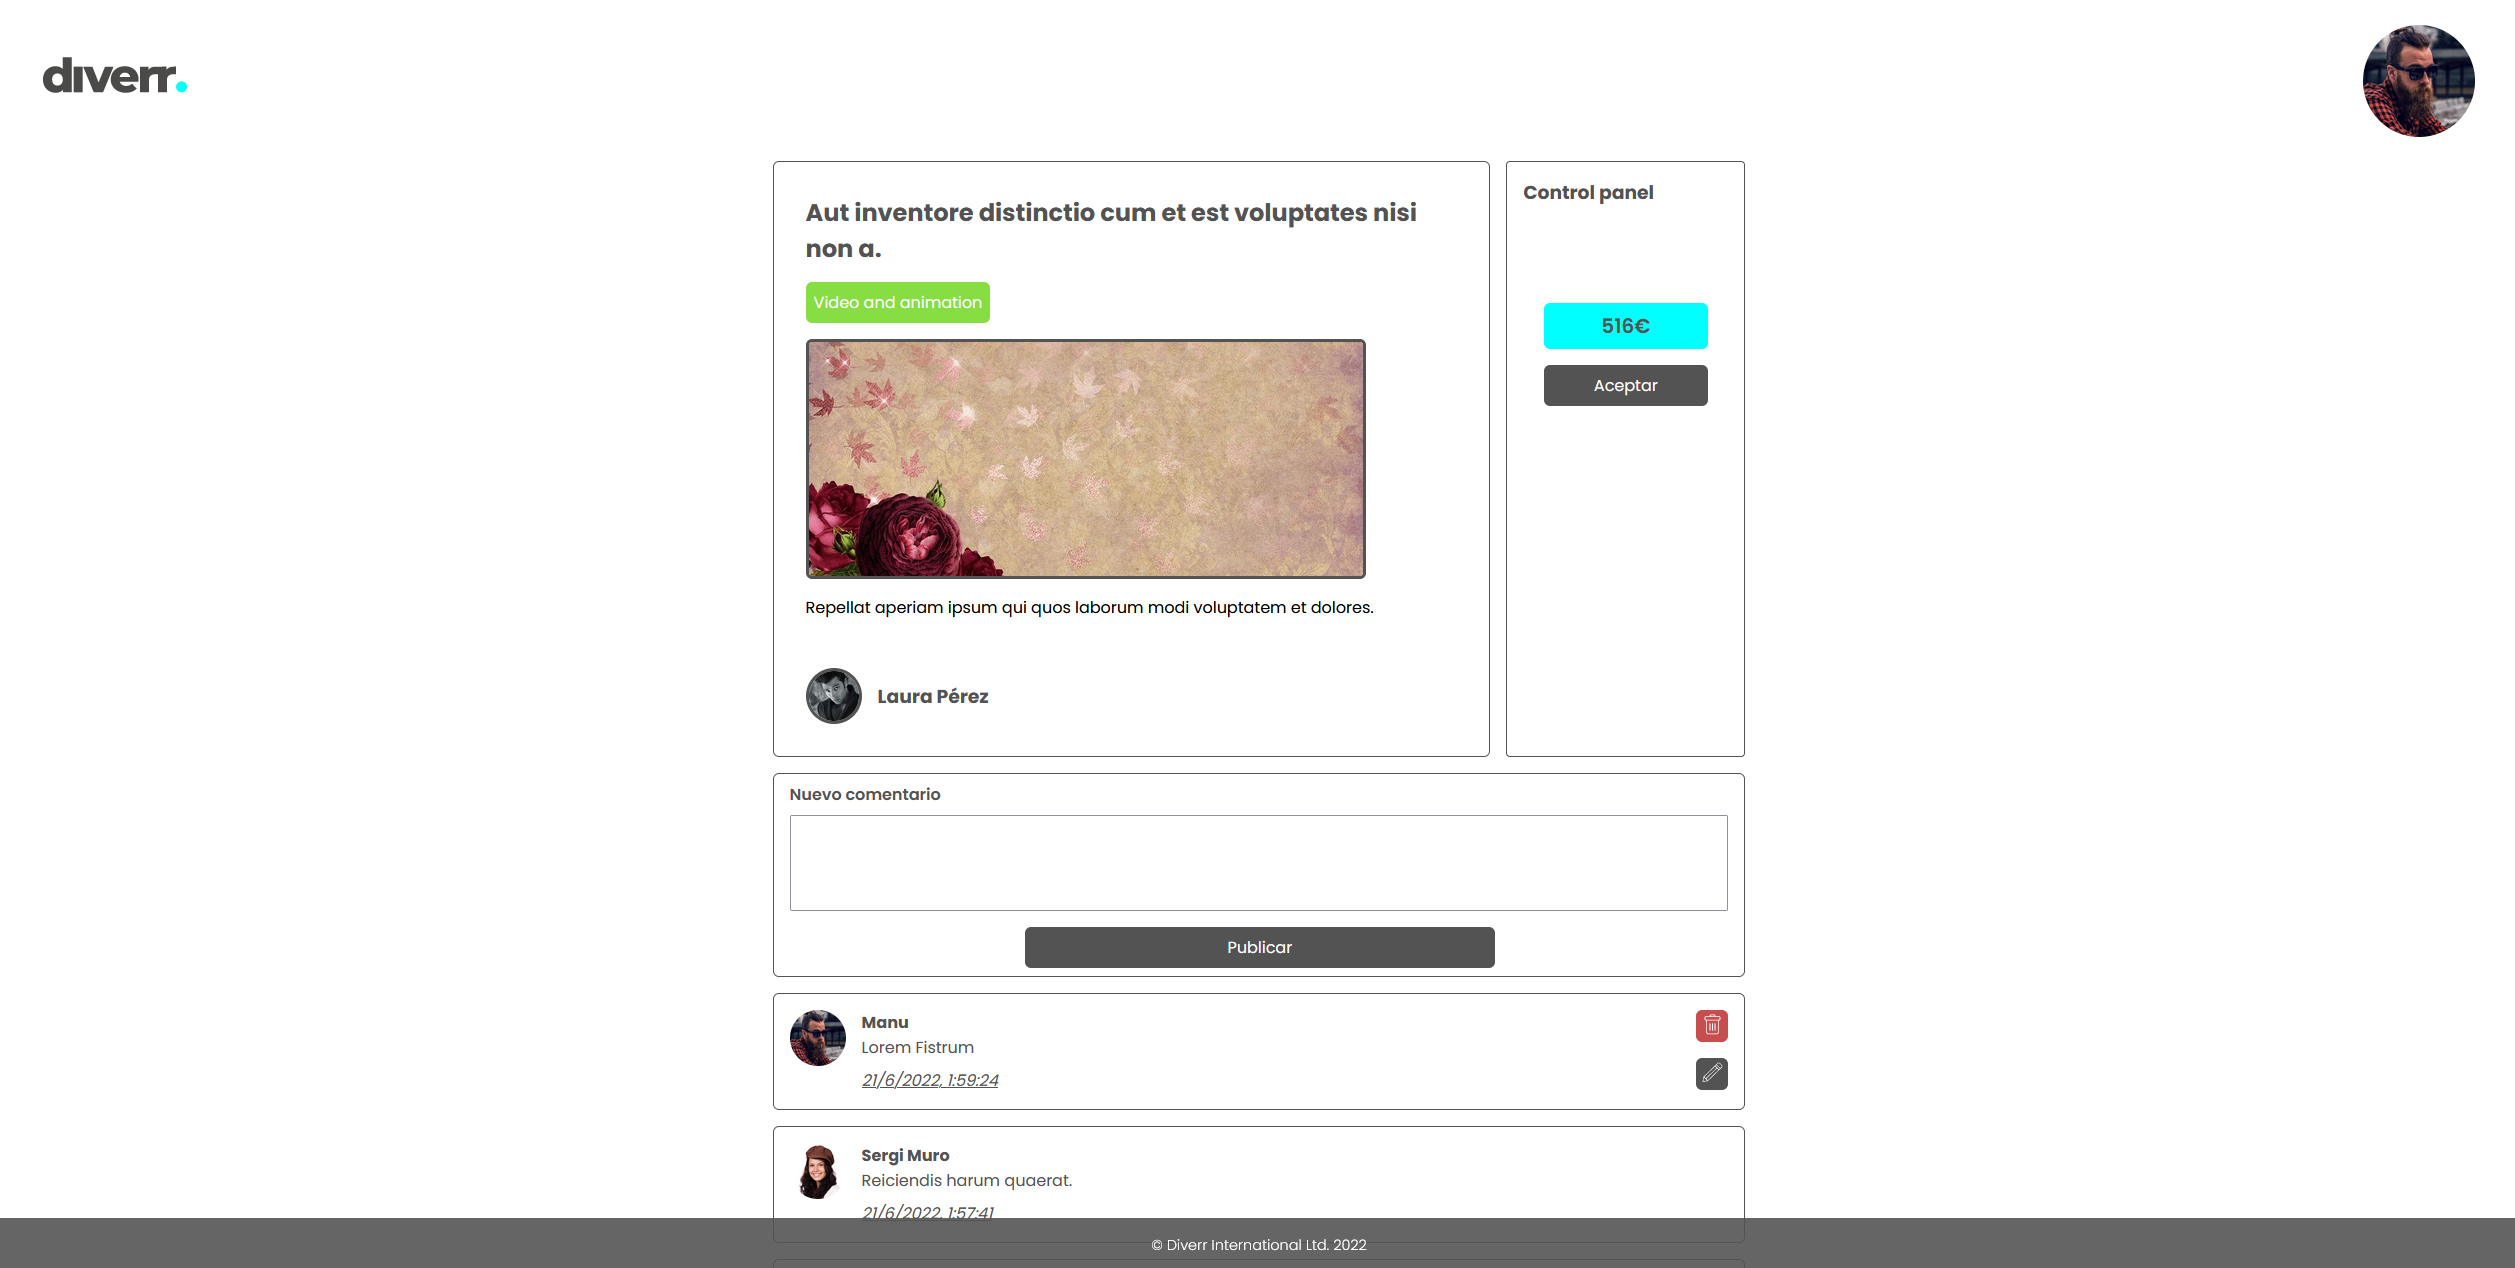 diverr.
Aut inventore distinctio cum et est voluptates nisi
non a.
Video and animation
Repellat aperiam ipsum qui quos laborum modi voluptatem et dolores.
Laura Pérez
Control panel
516€
Aceptar
Nuevo comentario
Publicar
Manu
Lorem Fistrum
21/6/2022, 1:59:24
Sergi Muro
Reiciendis harum quaerat.
21/6/2022, 1:57:41
© Diverr International Ltd. 2022